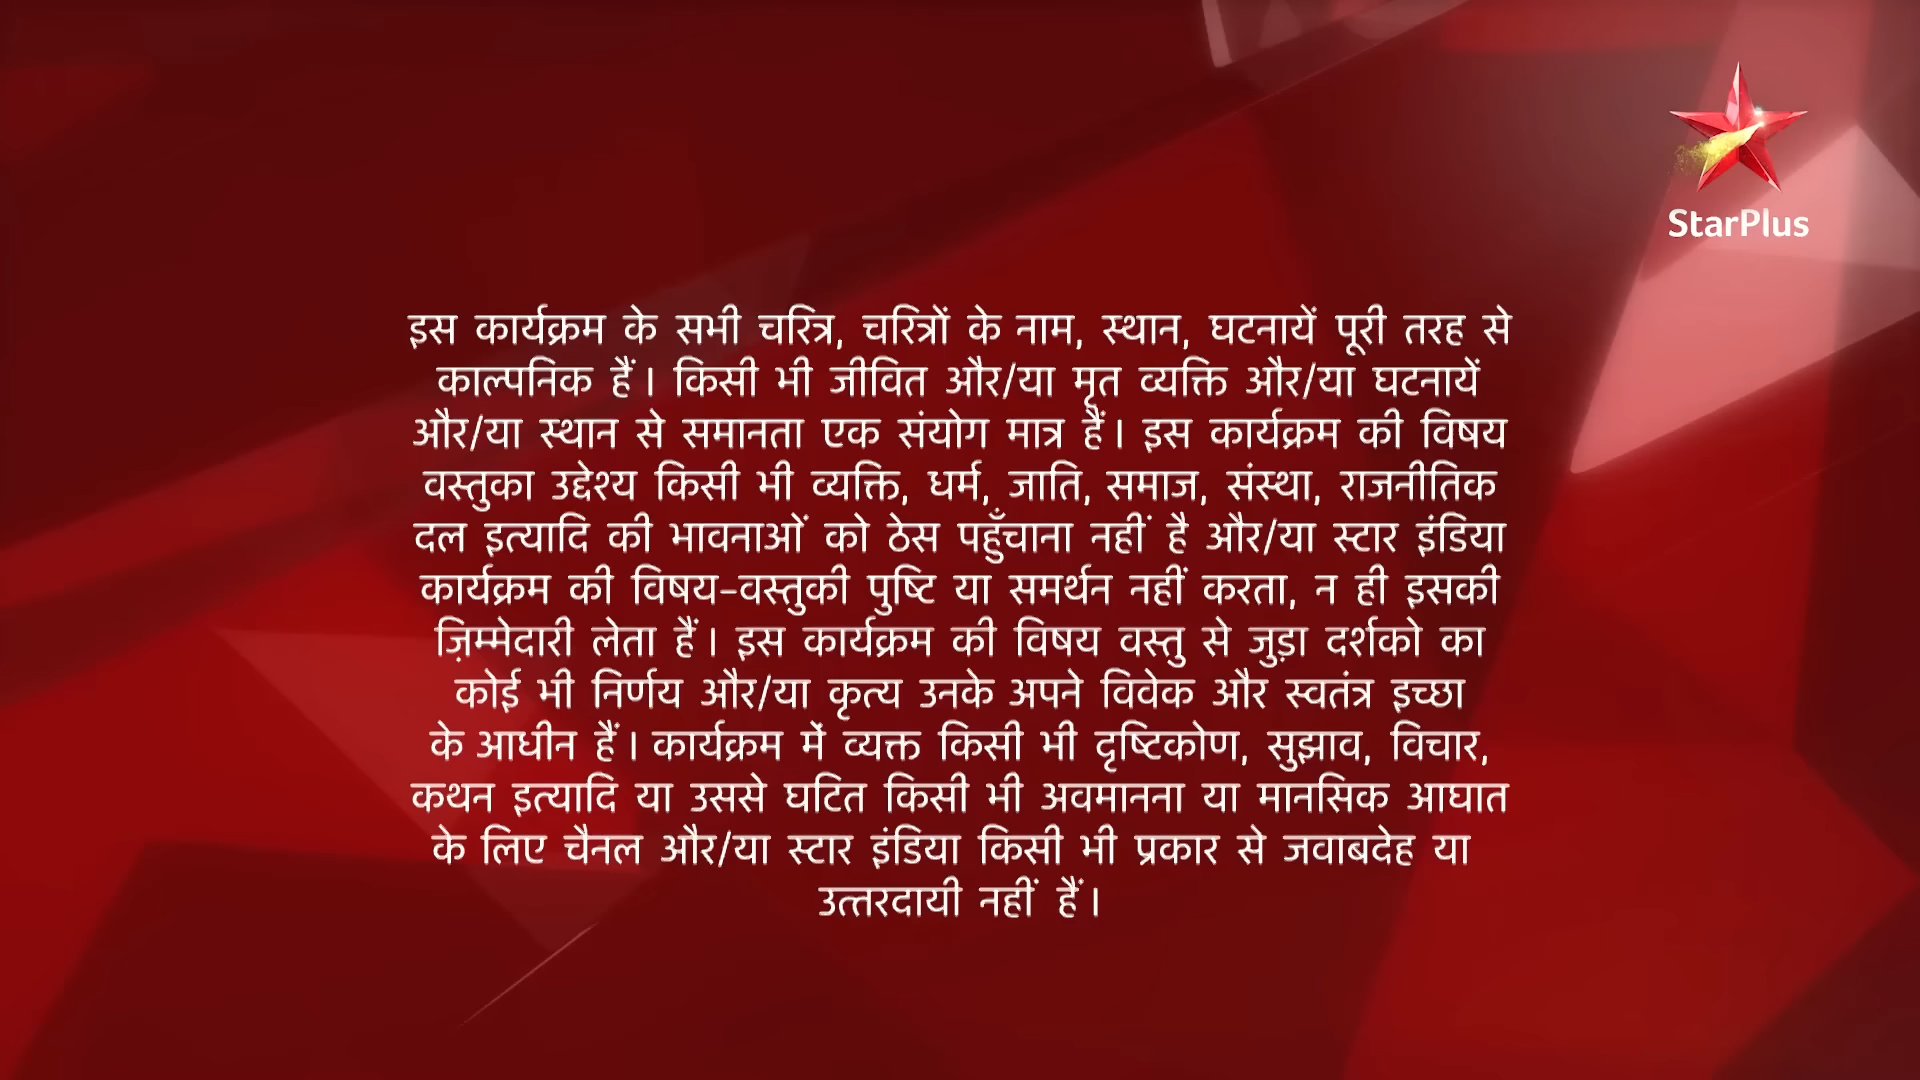 StarPlus
इस कार्यक्रम के सभी चरित्र, चरित्रों के नाम, स्थान, घटनायें पूरी तरह से
काल्पनिक हैं। किसी भी जीवित और/या मृत व्यक्ति और/या घटनायें
और/या स्थान से समानता एक संयोग मात्र हैं। इस कार्यक्रम की विषय
वस्तुका उद्देश्य किसी भी व्यक्ति, धर्म, जाति, समाज, संस्था, राजनीतिक
दल इत्यादि की भावनाओं को ठेस पहुँचाना नहीं है और/या स्टार इंडिया
कार्यक्रम की विषय-वस्तुकी पुष्टि या समर्थन नहीं करता, न ही इसकी
ज़िम्मेदारी लेता हैं। इस कार्यक्रम की विषय वस्तु से जुड़ा दर्शको का
कोई भी निर्णय और/या कृत्य उनके अपने विवेक और स्वतंत्र इच्छा
के आधीन हैं। कार्यक्रम में व्यक्त किसी भी दृष्टिकोण, सुझाव, विचार,
कथन इत्यादि या उससे घटित किसी भी अवमानना या मानसिक आघात
के लिए चैनल और/या स्टार इंडिया किसी भी प्रकार से जवाबदेह या
उत्तरदायी नहीं हैं।